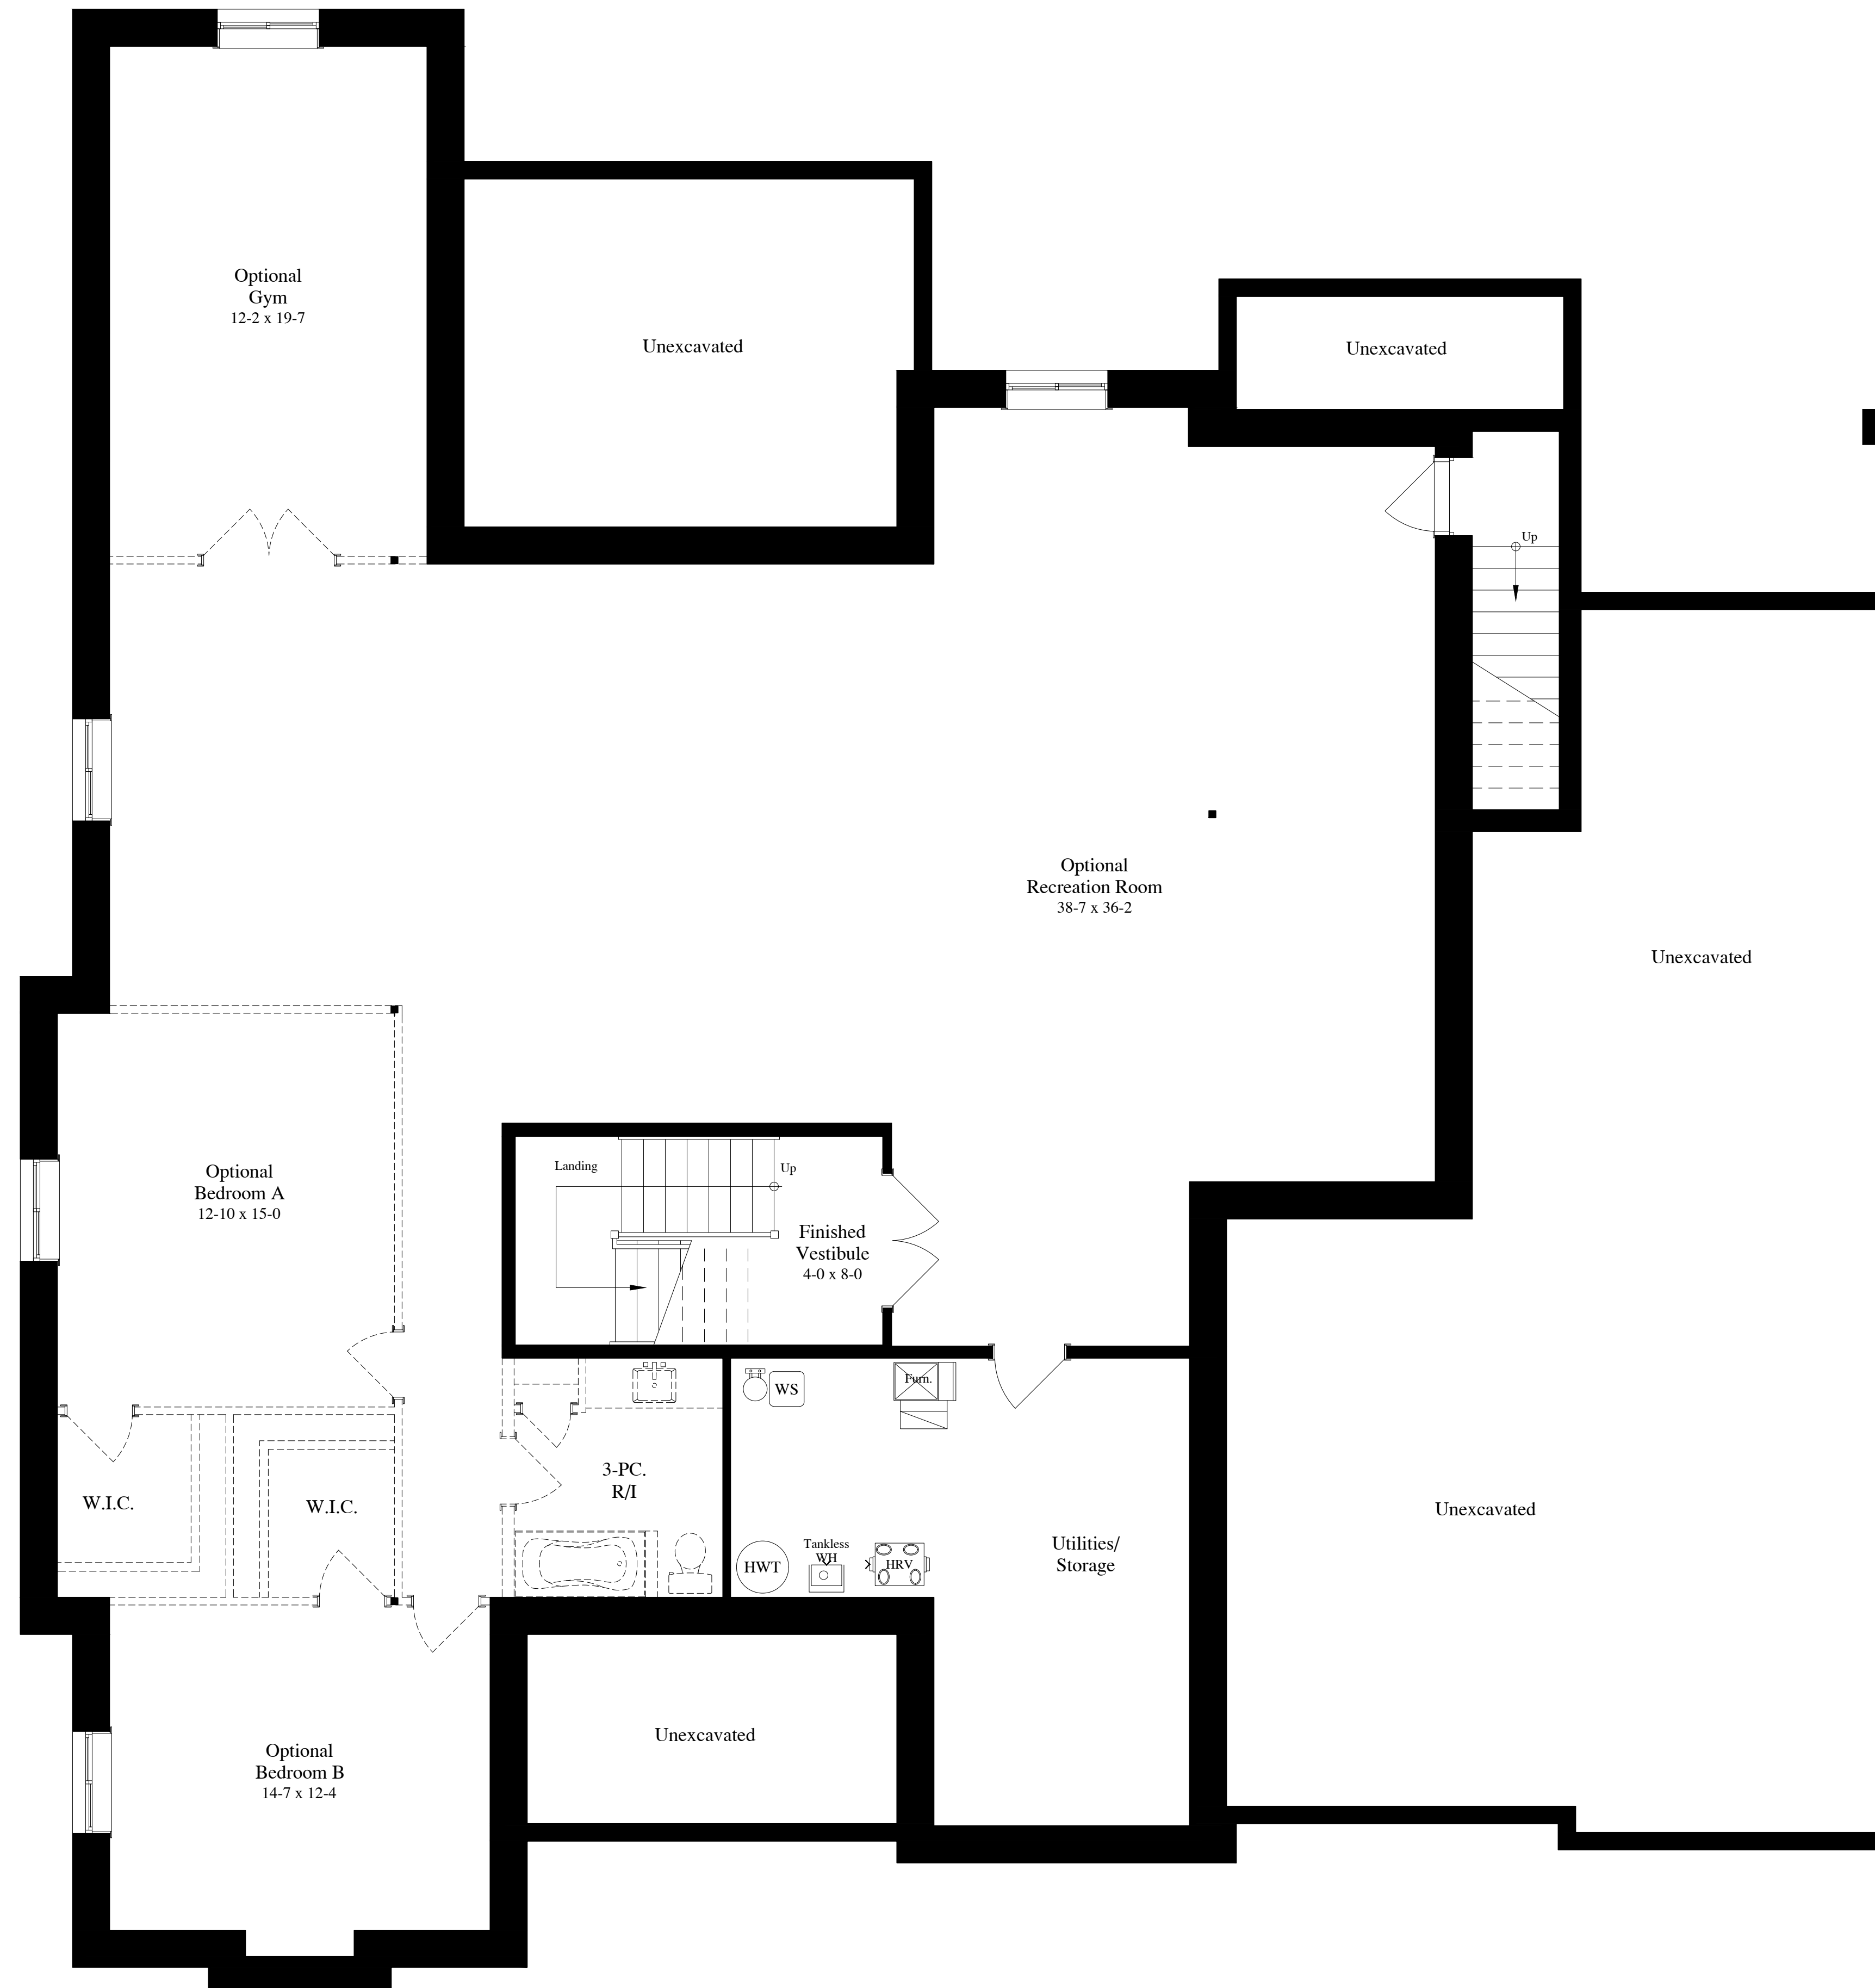 Optional
Gym
12-2 x 19-7
Unexcavated
Unexcavated
Up
Optional
Recreation Room
38-7 x 36-2
Unexcavated
Optional
Bedroom A
12-10 x 15-0
Landing
Up
Finished
Vestibule
4-0 x 8-0
WS
Furn.
W.I.C.
W.I.C.
3-PC.
R/I
HWT
Tankless
WH
HRV
Utilities/
Storage
Unexcavated
Unexcavated
Optional
Bedroom B
14-7 x 12-4